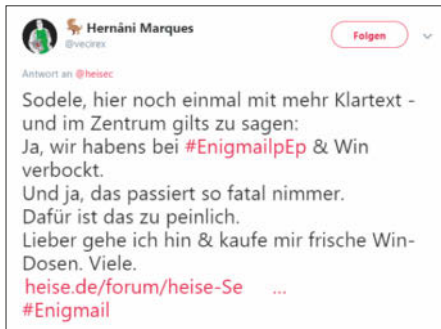 Hernâni Marques
@vecirex
Folgen
Antwort an @heisec
Sodele, hier noch einmal mit mehr Klartext -
und im Zentrum gilts zu sagen:
Ja, wir habens bei #EnigmailpEp & Win
verbockt.
Und ja, das passiert so fatal nimmer.
Dafür ist das zu peinlich.
Lieber gehe ich hin & kaufe mir frische Win-
Dosen. Viele.
heise.de/forum/heise-Se ...
#Enigmail